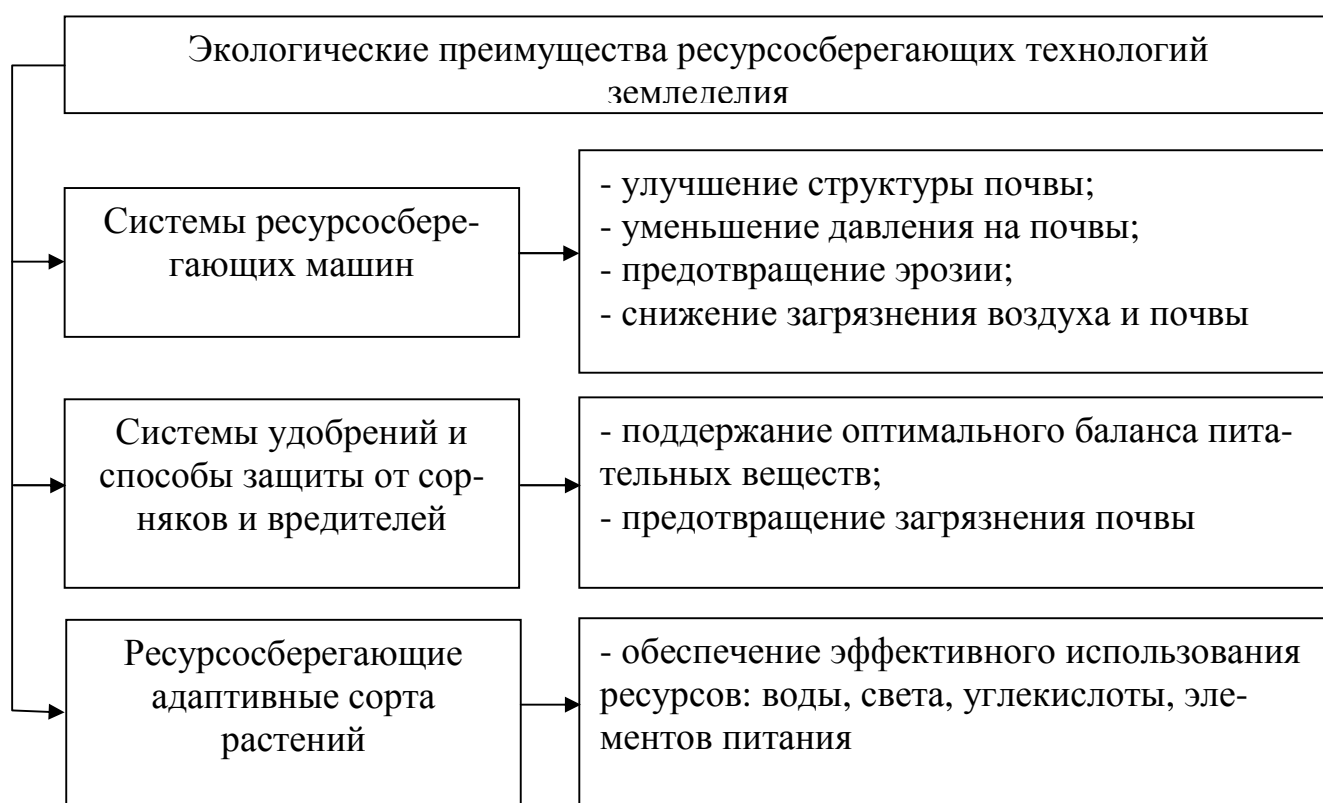 Экологические преимущества ресурсосберегающих технологий
земледелия
Системы ресурсосбере-
гающих машин
- улучшение структуры почвы;
- уменьшение давления на почвы;
- предотвращение эрозии;
- снижение загрязнения воздуха и почвы
Системы удобрений и
способы защиты от сор-
няков и вредителей
- поддержание оптимального баланса пита-
тельных веществ;
- предотвращение загрязнения почвы
Ресурсосберегающие
адаптивные сорта
растений
- обеспечение эффективного использования
ресурсов: воды, света, углекислоты, эле-
ментов питания